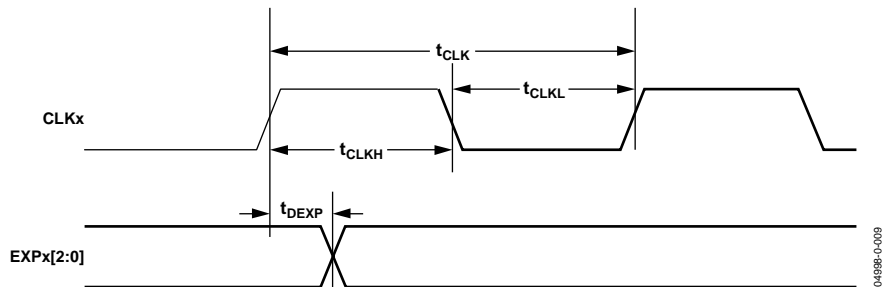 tCLK
tCLKL
CLKx
tCLKH
tDEXP
EXPx[2:0]
04998-0-009